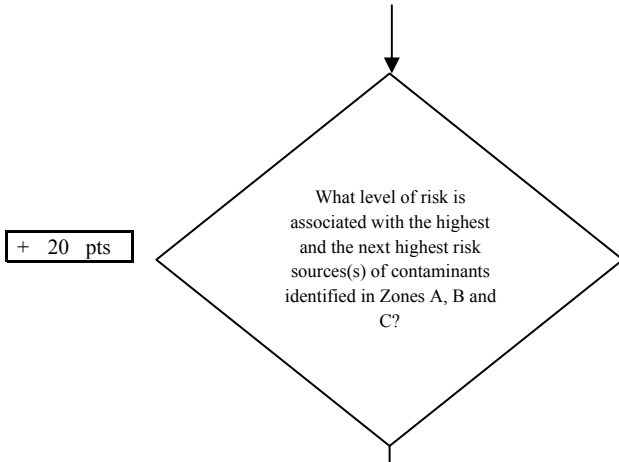 What level of risk is
associated with the highest
and the next highest risk
sources(s) of contaminants
identified in Zones A, B and
C?
+ 20 pts